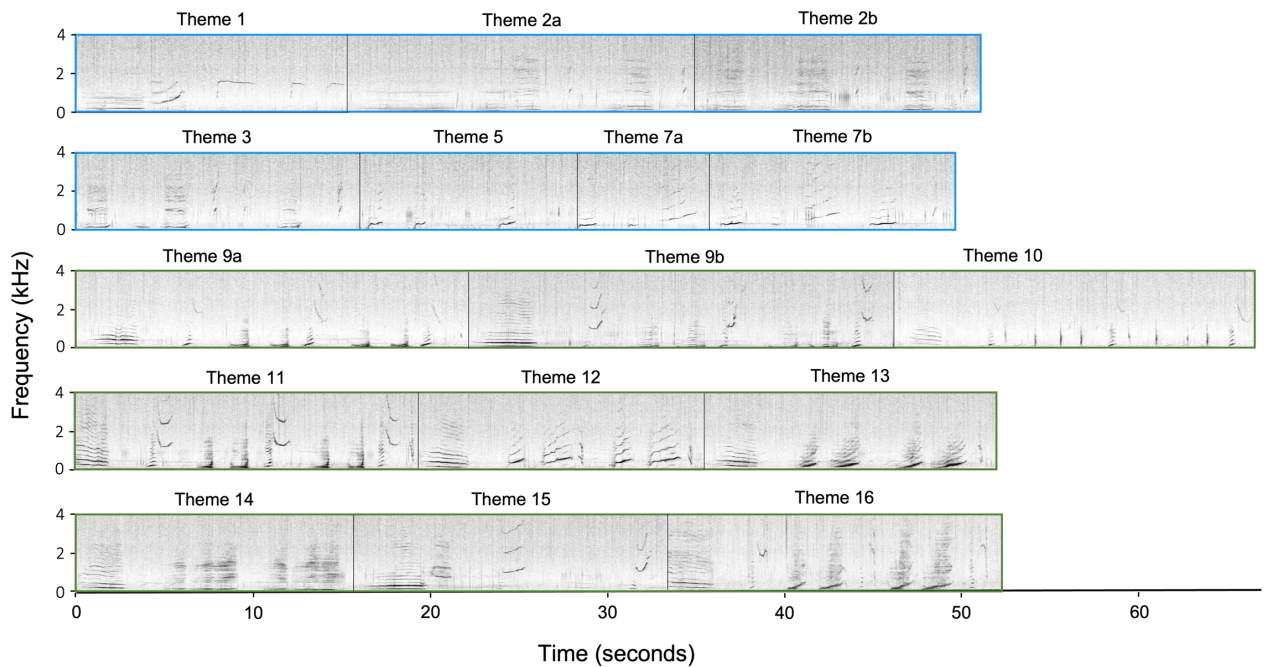 Theme 1 Theme 2a Theme 2b
4
2
0
Theme 3 Theme 5 Theme 7a Theme 7b
4
2
0
Theme 9a Theme 9b Theme 10
4
2
0
Theme 11 Theme 12 Theme 13
4
2
0
Theme 14 Theme 15 Theme 16
4
2
0
0 10 20 30 40 50 60
Time (seconds)
Frequency (kHz)